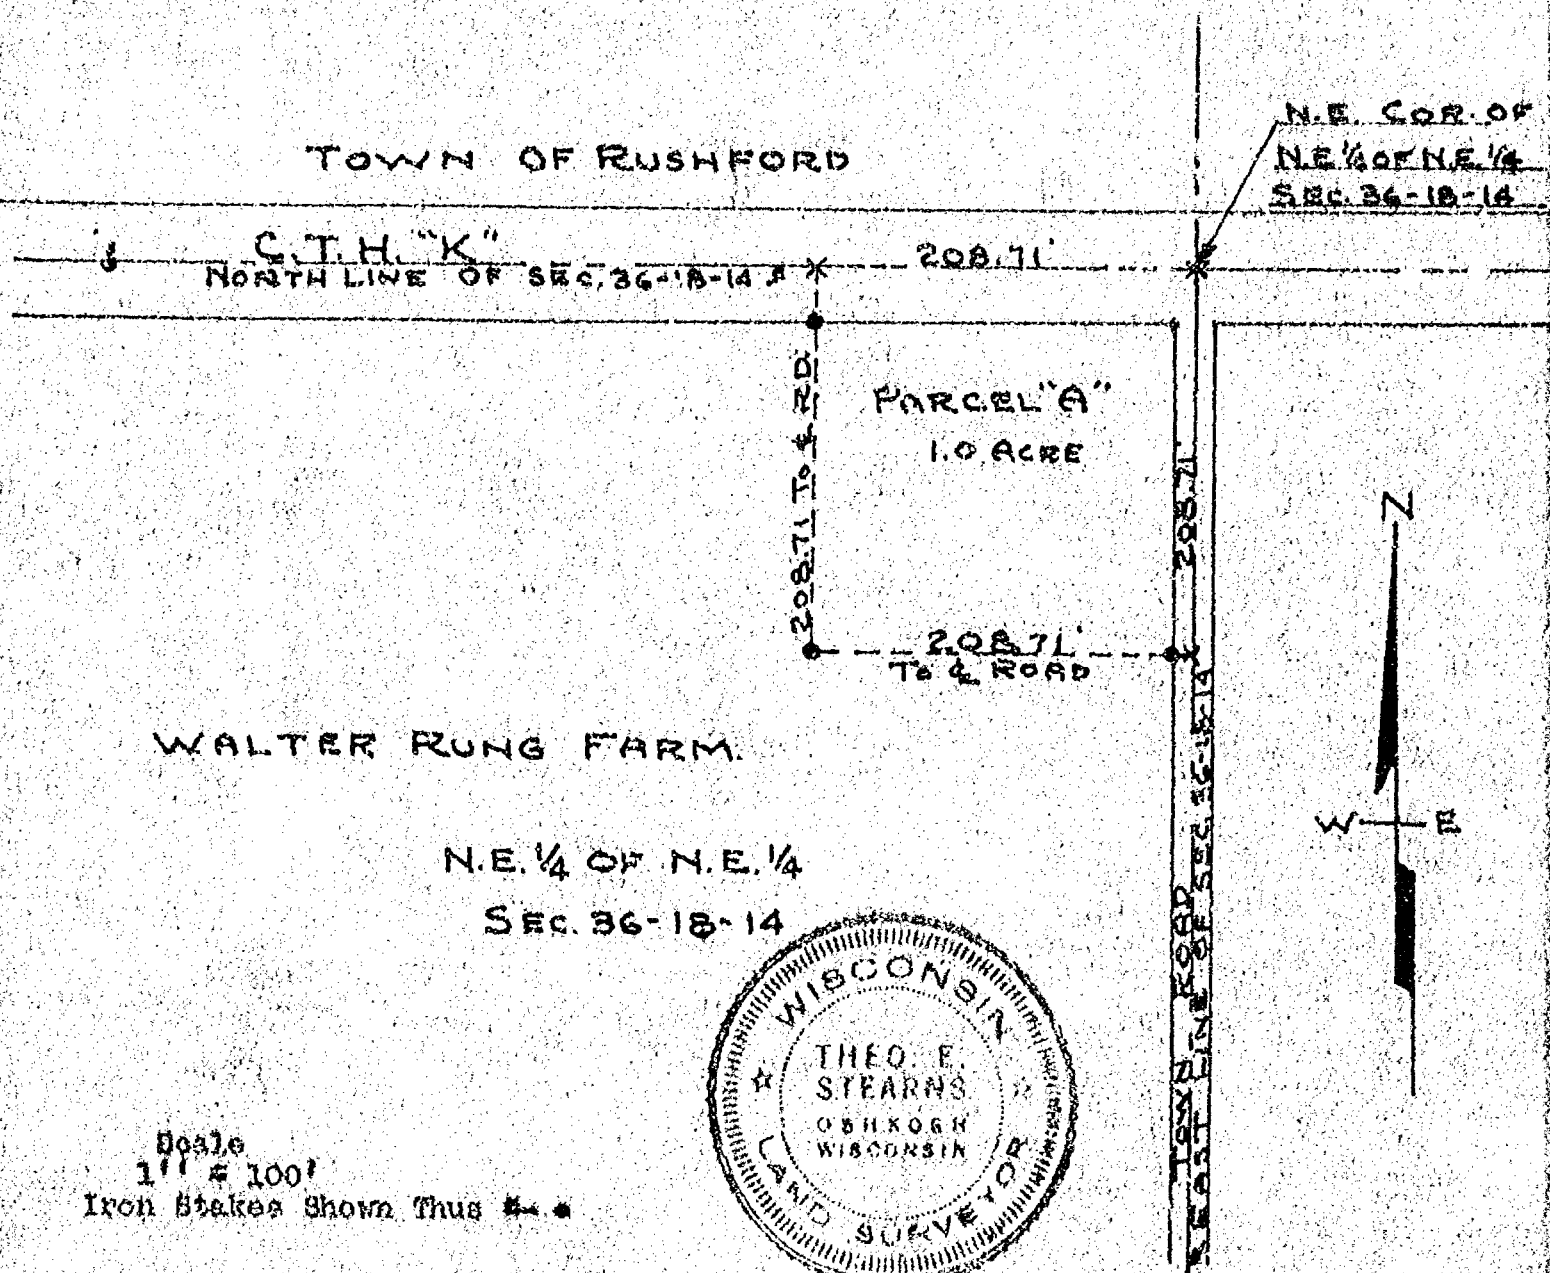 N.E. COR. OF
N.E.¼ OF N.E.¼
SEC. 36-18-14
TOWN OF RUSHFORD
C.T.H. "K"
208.71'
NORTH LINE OF SEC. 36-18-14
PARCEL "A"
1.0 ACRE
208.71 TO ℄ RD.
208.71'
N
208.71'
TO ℄ ROAD
WALTER RUNG FARM.
W E
N.E.¼ OF N.E.¼
SEC. 36-18-14
TOWN ROAD
EAST LINE OF SEC. 36-18-14
WISCONSIN
THEO. E.
STEARNS
OSHKOSH
WISCONSIN
LAND SURVEYOR
Scale
1'' = 100'
Iron Stakes Shown Thus